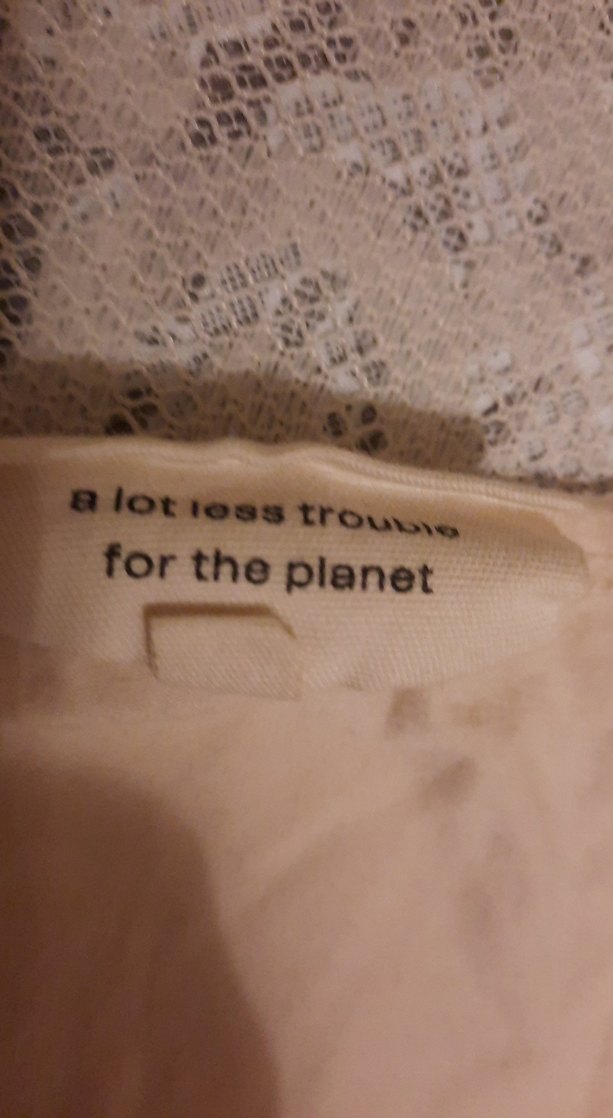 a lot less trouble
for the planet